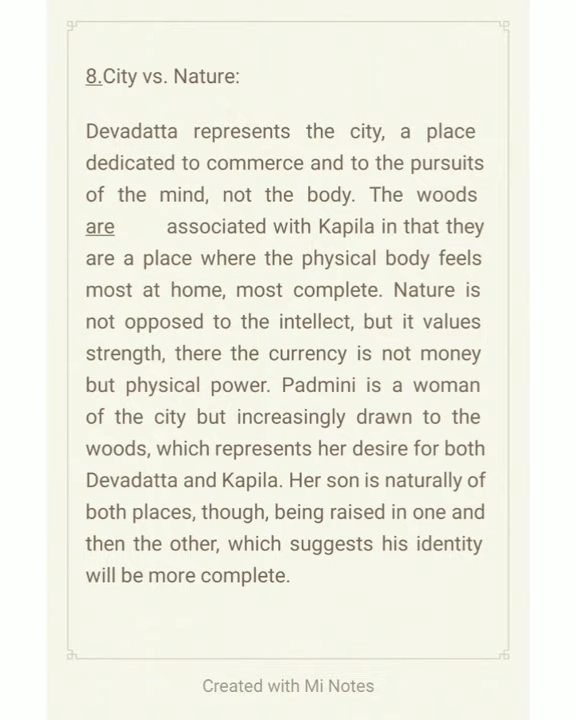 8.City vs. Nature:
Devadatta represents the city, a place
dedicated to commerce and to the pursuits
of the mind, not the body. The woods
are associated with Kapila in that they
are a place where the physical body feels
most at home, most complete. Nature is
not opposed to the intellect, but it values
strength, there the currency is not money
but physical power. Padmini is a woman
of the city but increasingly drawn to the
woods, which represents her desire for both
Devadatta and Kapila. Her son is naturally of
both places, though, being raised in one and
then the other, which suggests his identity
will be more complete.
Created with Mi Notes